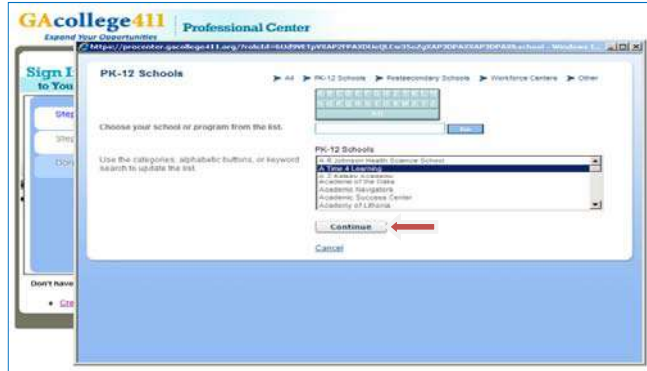 GAcollege411 Professional Center
Expand Your Opportunities
Sign I
to You
Step
Step
Don
Don't have
Cre
PK-12 Schools
All PK-12 Schools Postsecondary Schools Workforce Centers Other
Choose your school or program from the list.
Use the categories, alphabetic buttons, or keyword
search to update the list.
PK-12 Schools
A R Johnson Health Science School
A Time 4 Learning
A Z Kelsey Academy
Academie of the Oaks
Academic Navigators
Academic Success Center
Academy of Lithonia
Continue
Cancel